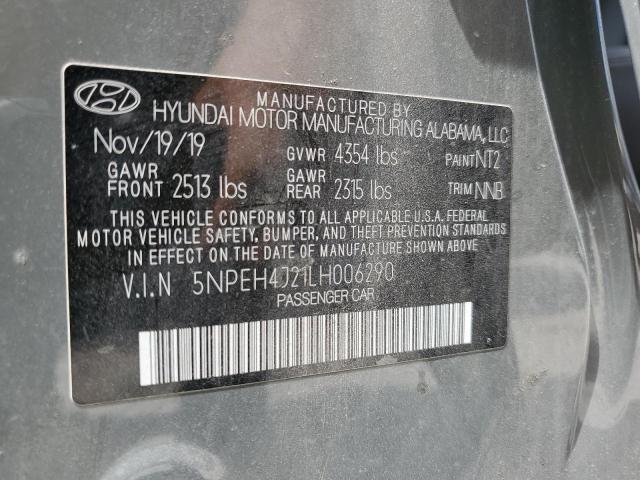 MANUFACTURED BY
HYUNDAI MOTOR MANUFACTURING ALABAMA, LLC
Nov/19/19 GVWR 4354 lbs PAINT NT2
GAWR FRONT 2513 lbs GAWR REAR 2315 lbs TRIM NNB
THIS VEHICLE CONFORMS TO ALL APPLICABLE U.S.A. FEDERAL
MOTOR VEHICLE SAFETY, BUMPER, AND THEFT PREVENTION STANDARDS
IN EFFECT ON THE DATE OF MANUFACTURE SHOWN ABOVE.
V.I.N 5NPEH4J21LH006290
PASSENGER CAR